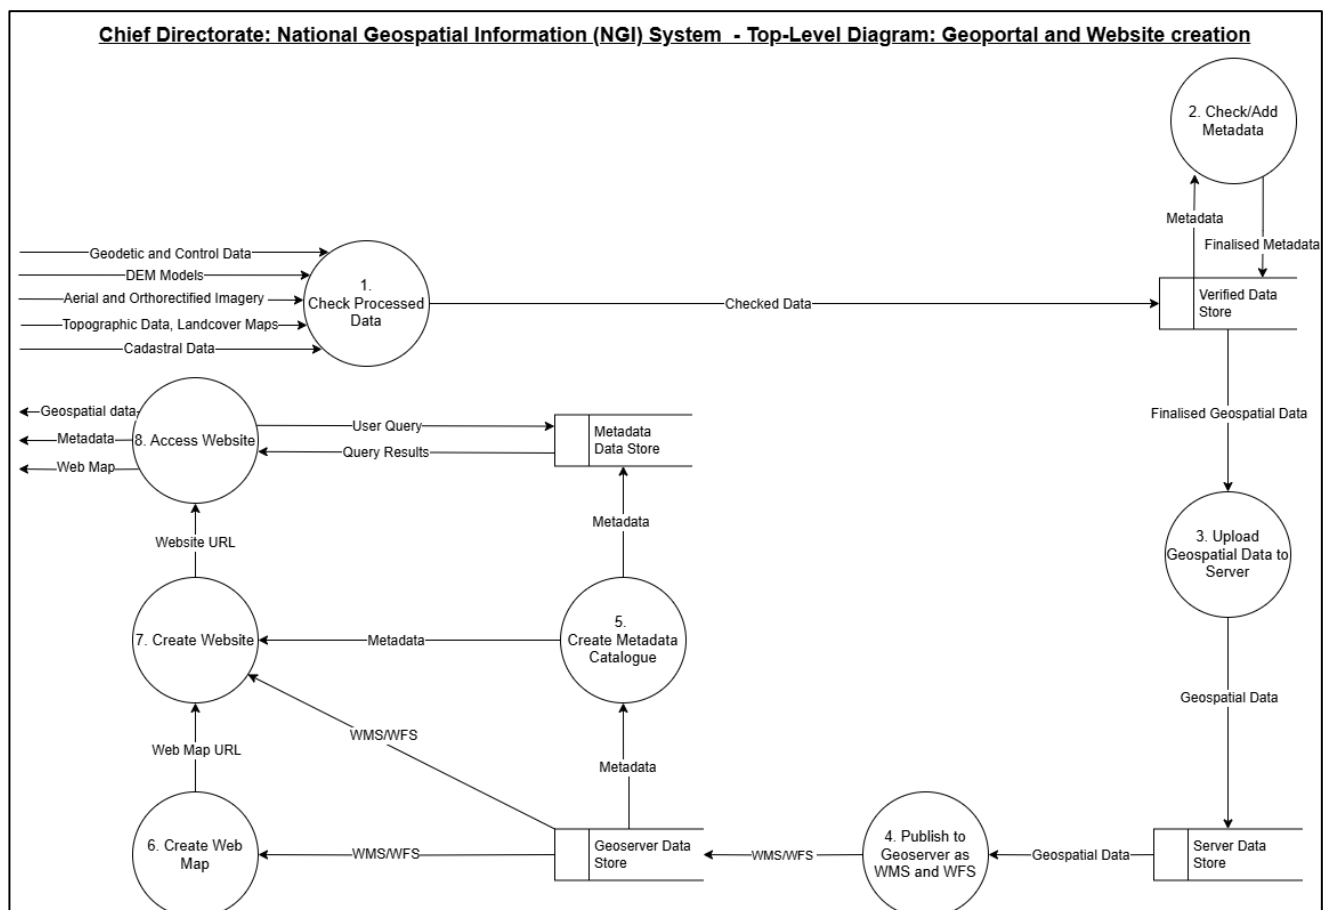 Chief Directorate: National Geospatial Information (NGI) System - Top-Level Diagram: Geoportal and Website creation
2. Check/Add
Metadata
Metadata
Finalised Metadata
Geodetic and Control Data
DEM Models
Aerial and Orthorectified Imagery
Topographic Data, Landcover Maps
Cadastral Data
1.
Check Processed
Data
Checked Data
Verified Data
Store
Geospatial data
Metadata
Web Map
8. Access Website
User Query
Query Results
Metadata
Data Store
Finalised Geospatial Data
Website URL
Metadata
3. Upload
Geospatial Data to
Server
7. Create Website
Metadata
5.
Create Metadata
Catalogue
Geospatial Data
Web Map URL
WMS/WFS
Metadata
6. Create Web
Map
WMS/WFS
Geoserver Data
Store
WMS/WFS
4. Publish to
Geoserver as
WMS and WFS
Geospatial Data
Server Data
Store